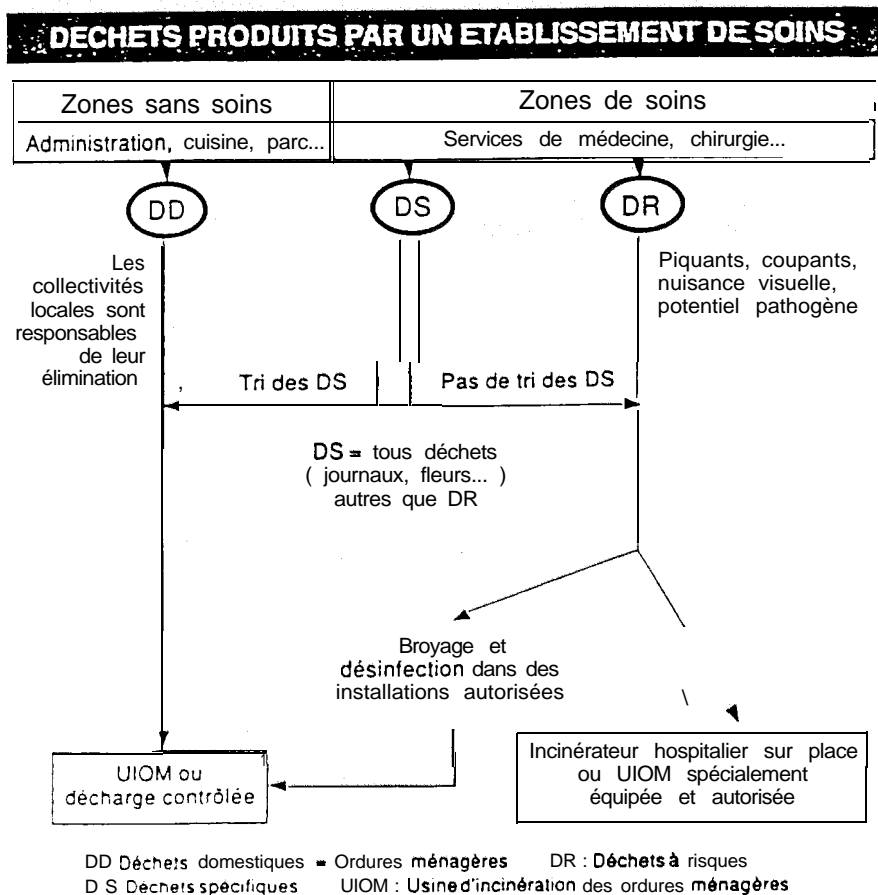 DECHETS PRODUITS PAR UN ETABLISSEMENT DE SOINS
Zones sans soins
Zones de soins
Administration, cuisine, parc...
Services de médecine, chirurgie...
DD
DS
DR
Les
collectivités
locales sont
responsables
de leur
élimination
Piquants, coupants,
nuisance visuelle,
potentiel pathogène
Tri des DS
Pas de tri des DS
DS = tous déchets
( journaux, fleurs... )
autres que DR
Broyage et
désinfection dans des
installations autorisées
UIOM ou
décharge contrôlée
Incinérateur hospitalier sur place
ou UIOM spécialement
équipée et autorisée
DD Déchets domestiques = Ordures ménagères DR : Déchets à risques
D S Déchets spécifiques UIOM : Usine d'incinération des ordures ménagères